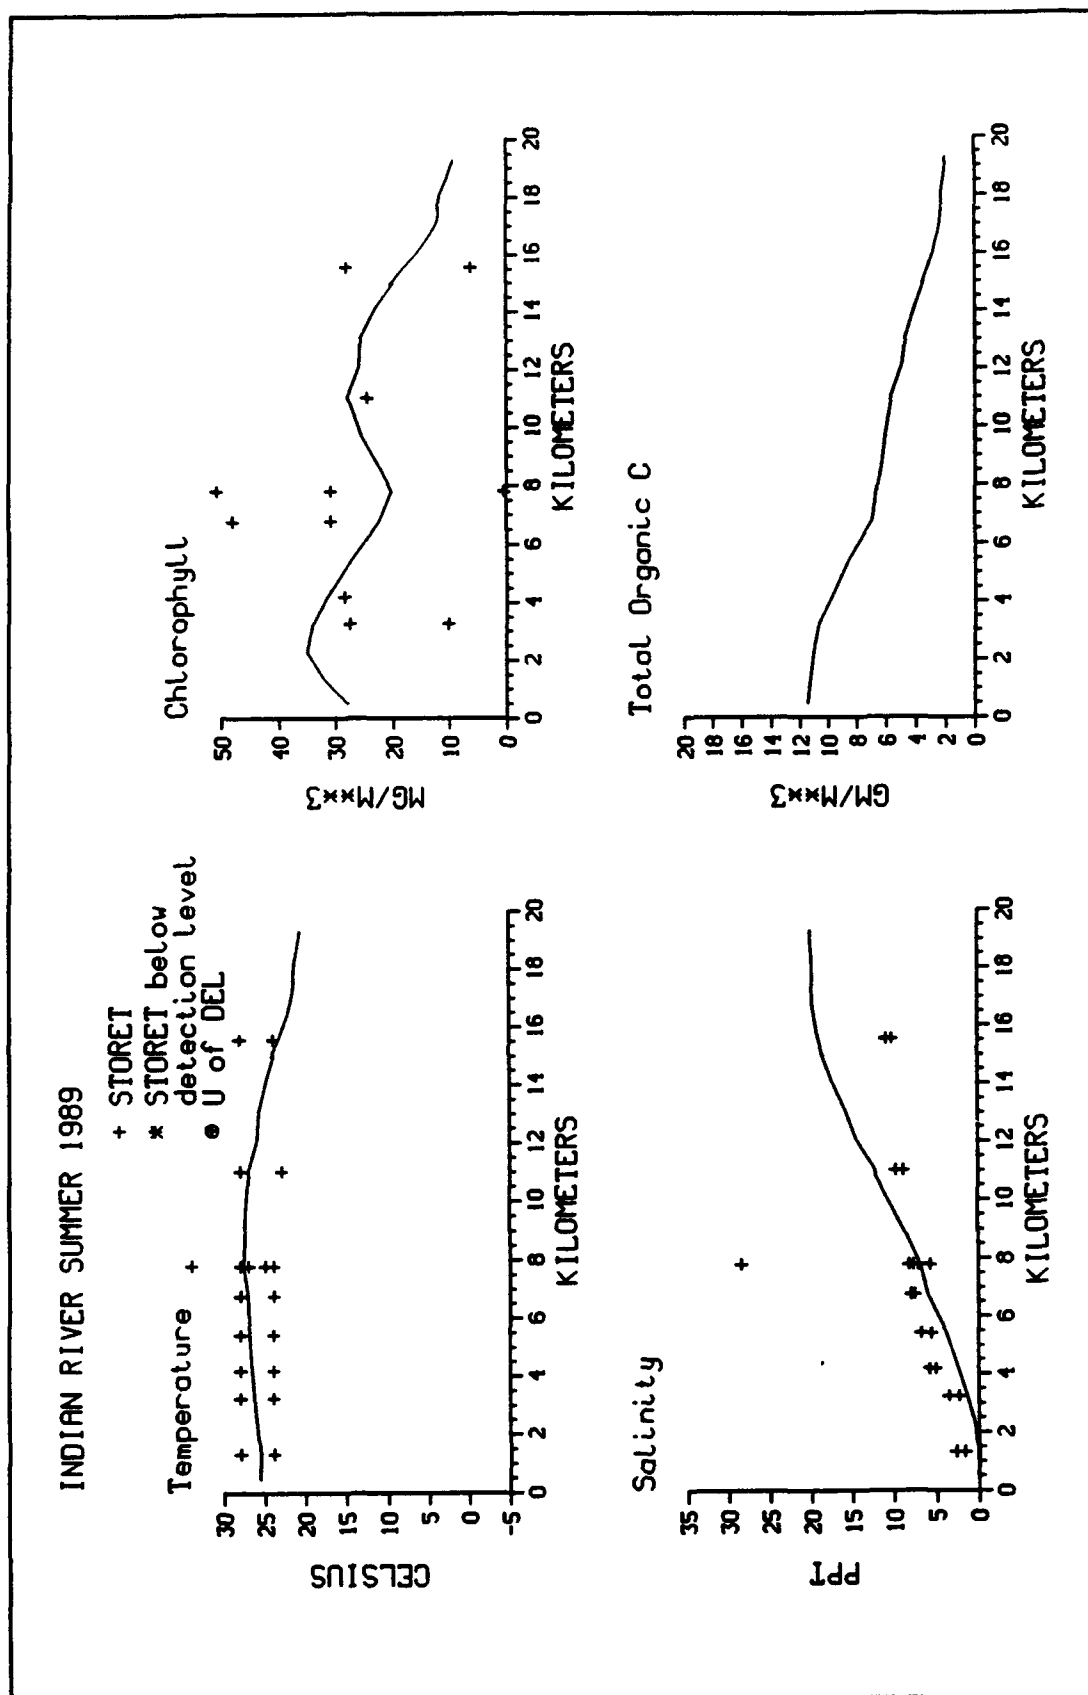 INDIAN RIVER SUMMER 1989
+ STORET
* STORET below
detection level
● U of DEL
Temperature
30
25
20
15
10
5
0
-5
CELSIUS
0 2 4 6 8 10 12 14 16 18 20
KILOMETERS
Chlorophyll
50
40
30
20
10
0
MG/M**3
0 2 4 6 8 10 12 14 16 18 20
KILOMETERS
Salinity
35
30
25
20
15
10
5
0
PPT
0 2 4 6 8 10 12 14 16 18 20
KILOMETERS
Total Organic C
20
18
16
14
12
10
8
6
4
2
0
GM/M**3
0 2 4 6 8 10 12 14 16 18 20
KILOMETERS